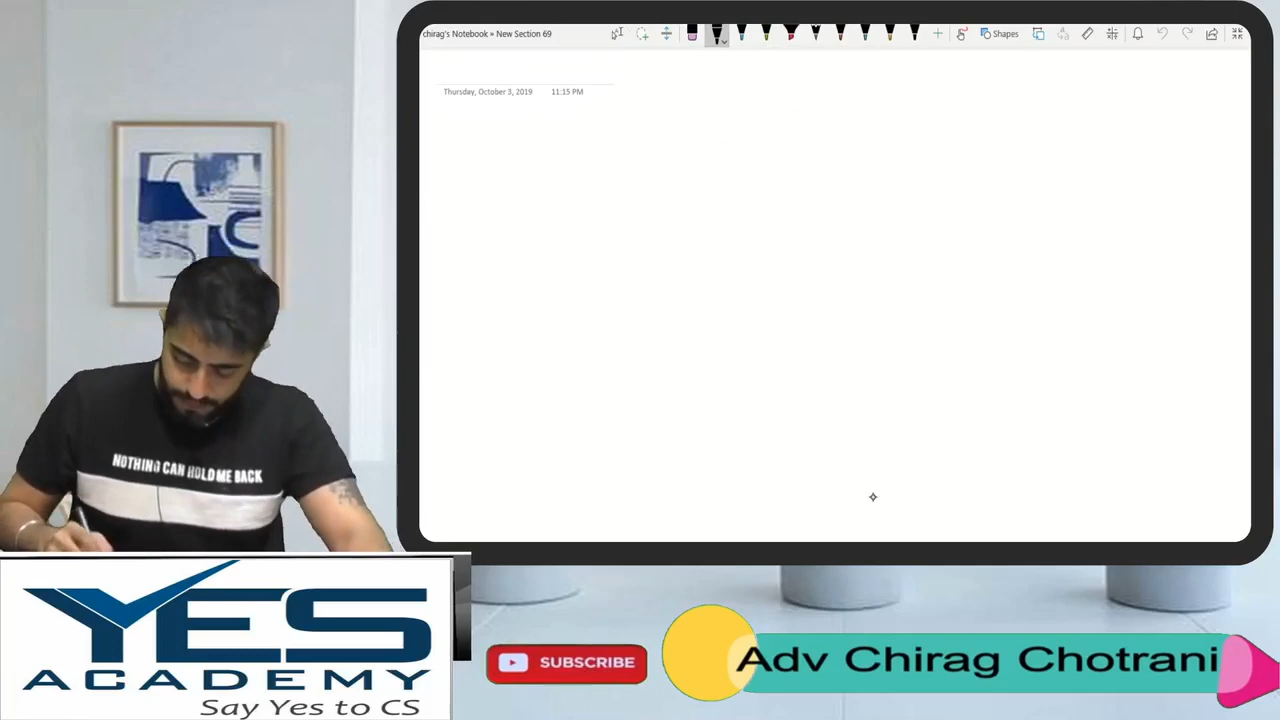 chirag's Notebook » New Section 69
Shapes
Thursday, October 3, 2019 11:15 PM
NOTHING CAN HOLD ME BACK
YES
ACADEMY
Say Yes to CS
SUBSCRIBE
Adv Chirag Chotrani